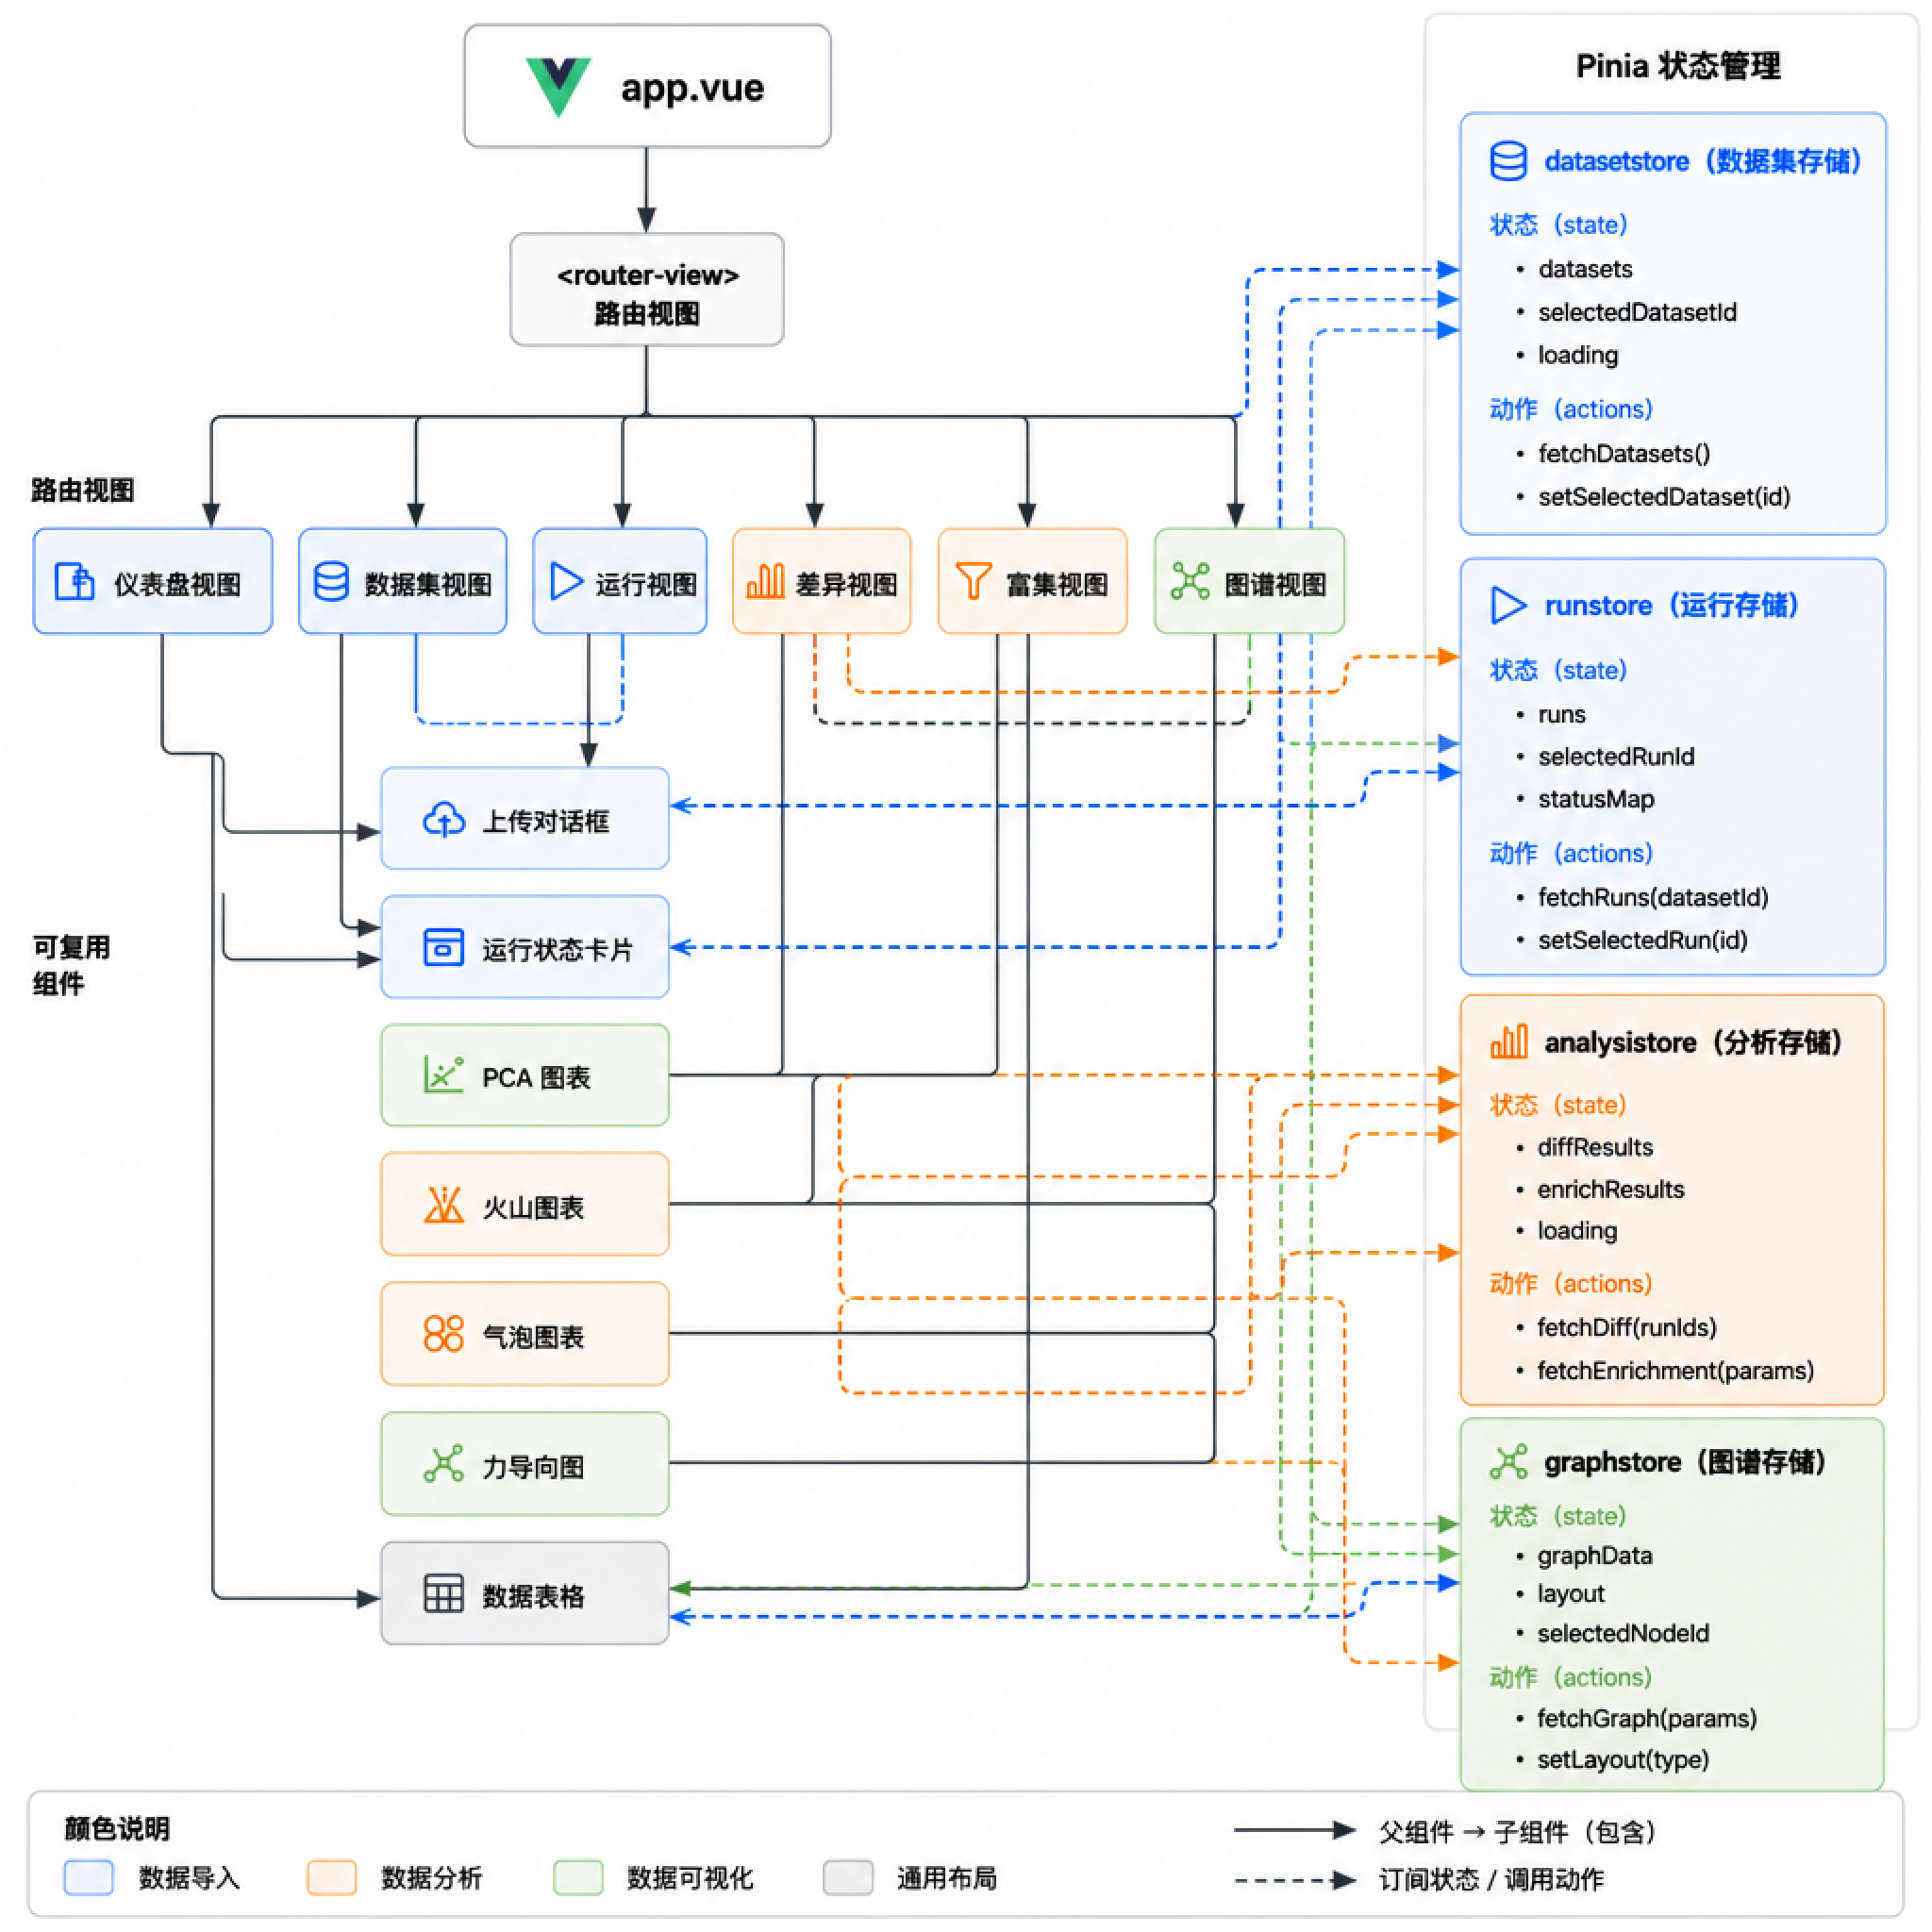 app.vue
<router-view>
路由视图
路由视图
仪表盘视图
数据集视图
运行视图
差异视图
富集视图
图谱视图
可复用
组件
上传对话框
运行状态卡片
PCA 图表
火山图表
气泡图表
力导向图
数据表格
Pinia 状态管理
datasetstore（数据集存储）
状态（state）
• datasets
• selectedDatasetId
• loading
动作（actions）
• fetchDatasets()
• setSelectedDataset(id)
runstore（运行存储）
状态（state）
• runs
• selectedRunId
• statusMap
动作（actions）
• fetchRuns(datasetId)
• setSelectedRun(id)
analysistore（分析存储）
状态（state）
• diffResults
• enrichResults
• loading
动作（actions）
• fetchDiff(runIds)
• fetchEnrichment(params)
graphstore（图谱存储）
状态（state）
• graphData
• layout
• selectedNodeId
动作（actions）
• fetchGraph(params)
• setLayout(type)
颜色说明
数据导入
数据分析
数据可视化
通用布局
父组件 → 子组件（包含）
订间状态 / 调用动作